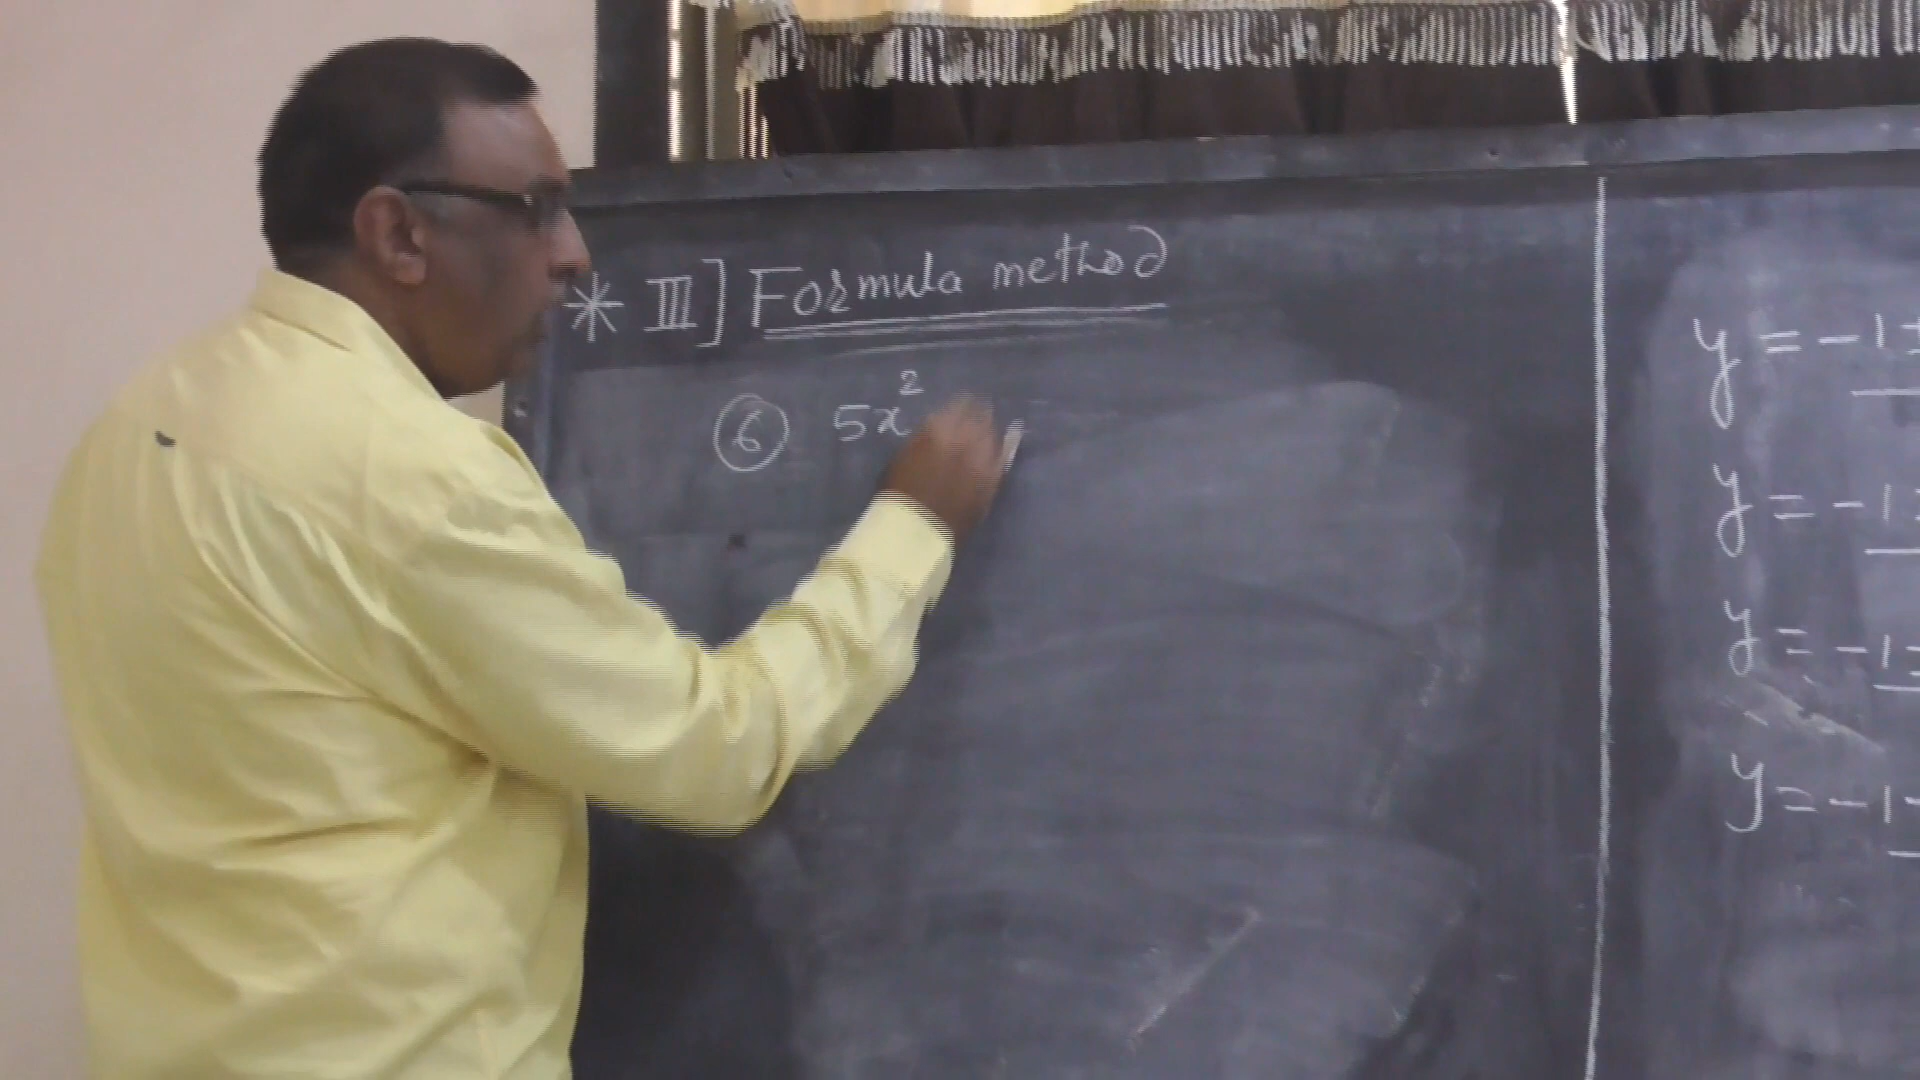 * III] Formula method
6 5x²
y = -1 ±
y = -1
y = -1
y = -1